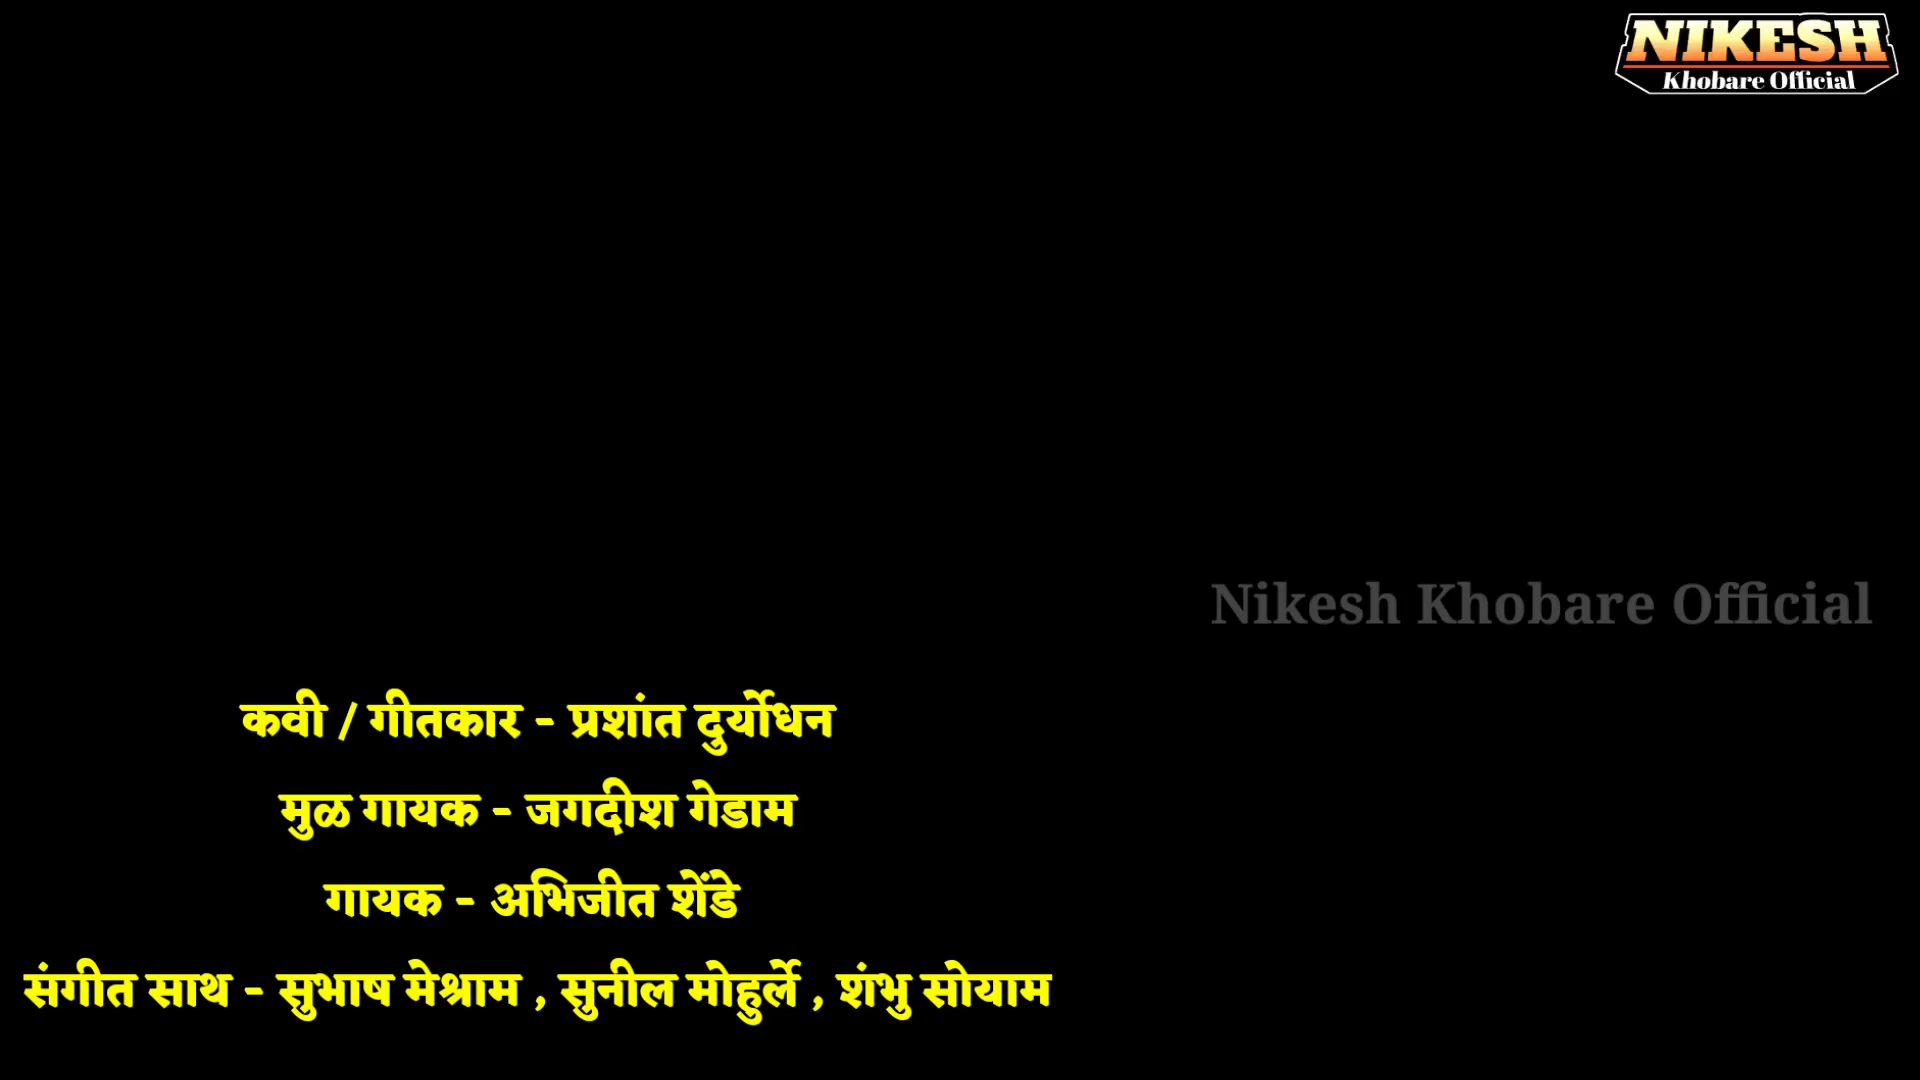 NIKESH
Khobare Official
Nikesh Khobare Official
कवी / गीतकार - प्रशांत दुर्योधन
मुळ गायक - जगदीश गेडाम
गायक - अभिजीत शेंडे
संगीत साथ - सुभाष मेश्राम , सुनील मोहुर्ले , शंभु सोयाम